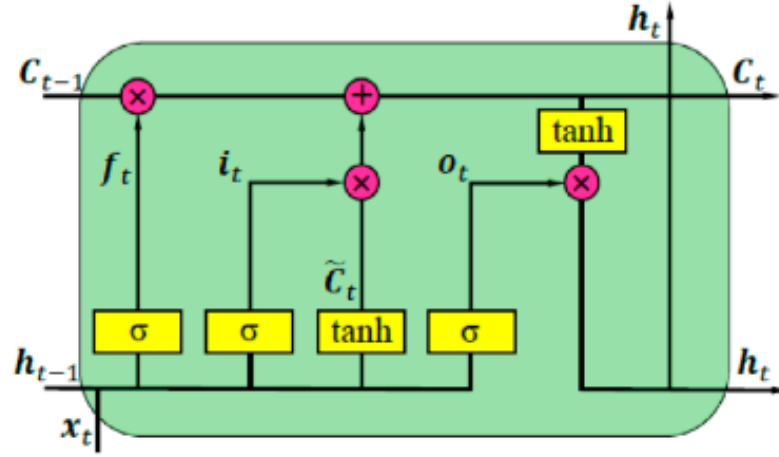 h_t
C_{t-1} × + C_t
tanh
f_t i_t × o_t ×
C̃_t
σ σ tanh σ
h_{t-1} h_t
x_t